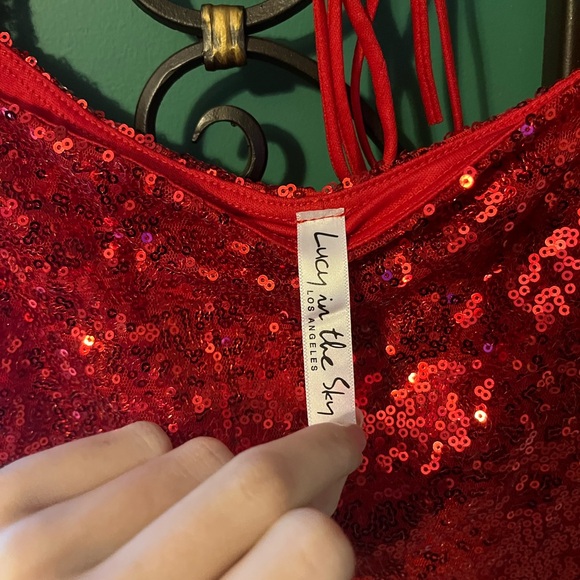 Lucy in the Sky
LOS ANGELES